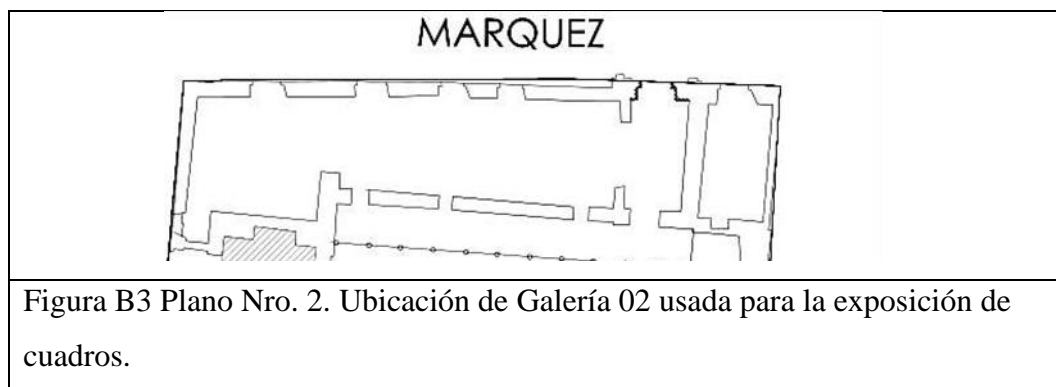 MARQUEZ
Figura B3 Plano Nro. 2. Ubicación de Galería 02 usada para la exposición de
cuadros.